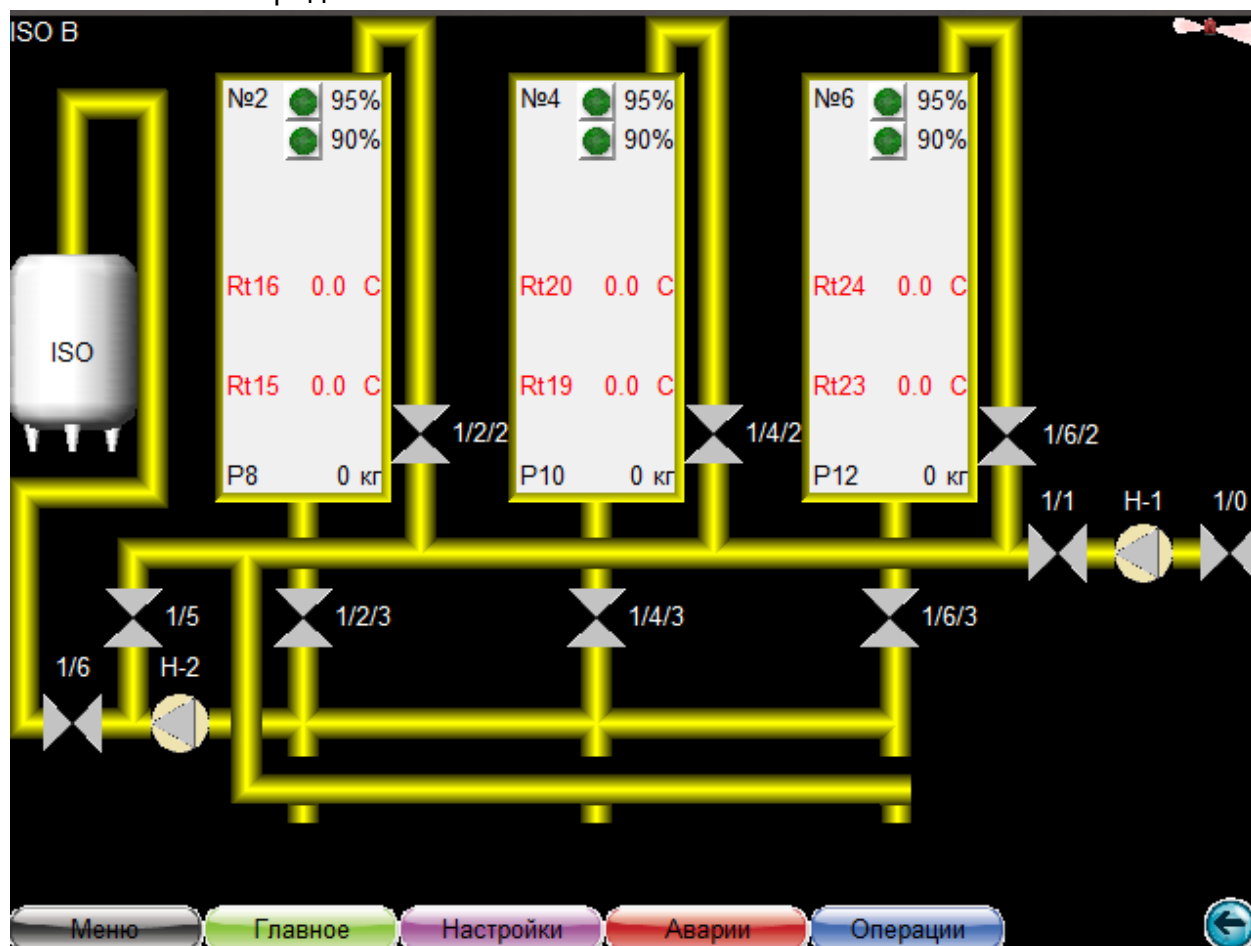 ISO B
№2 95%
90%
№4 95%
90%
№6 95%
90%
Rt16 0.0 C
Rt20 0.0 C
Rt24 0.0 C
ISO
Rt15 0.0 C
Rt19 0.0 C
Rt23 0.0 C
1/2/2
1/4/2
1/6/2
P8 0 кг
P10 0 кг
P12 0 кг
1/1 Н-1 1/0
1/5 1/2/3 1/4/3 1/6/3
1/6 Н-2
Меню Главное Настройки Аварии Операции